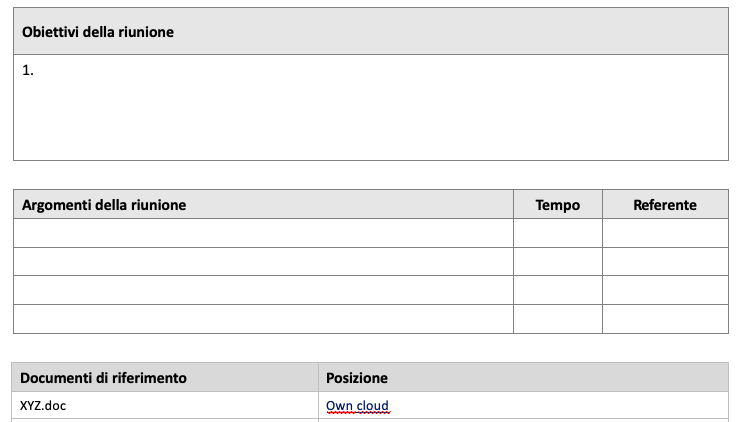 Obiettivi della riunione
1.
Argomenti della riunione Tempo Referente
Documenti di riferimento Posizione
XYZ.doc Own cloud